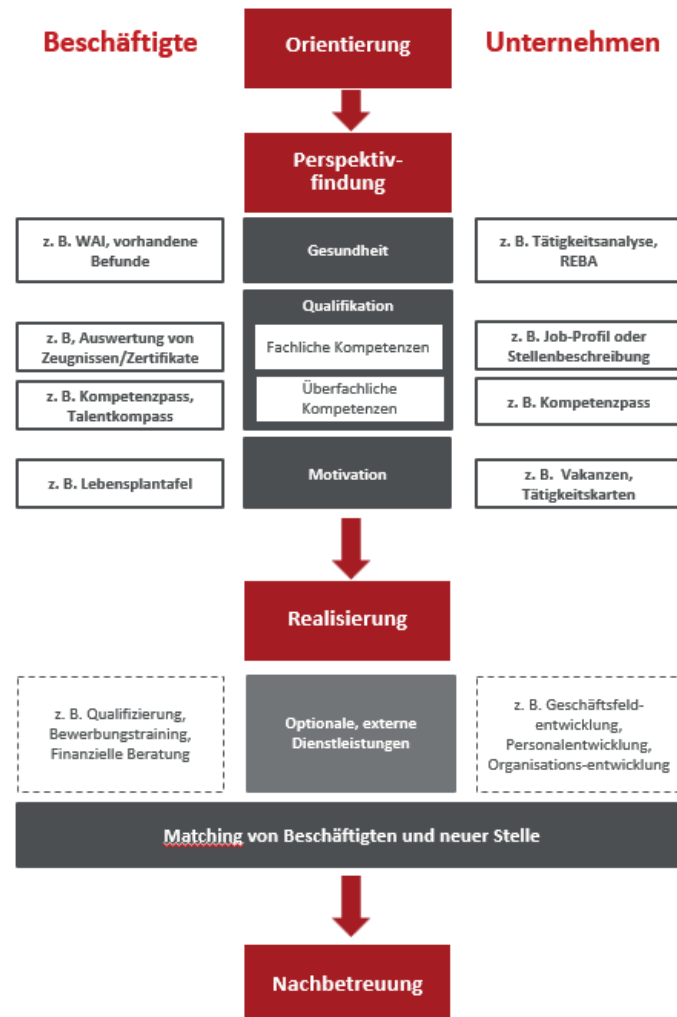 Beschäftigte
Orientierung
Unternehmen
Perspektiv-
findung
z. B. WAI, vorhandene
Befunde
Gesundheit
z. B. Tätigkeitsanalyse,
REBA
Qualifikation
z. B, Auswertung von
Zeugnissen/Zertifikate
Fachliche Kompetenzen
z. B. Job-Profil oder
Stellenbeschreibung
z. B. Kompetenzpass,
Talentkompass
Überfachliche
Kompetenzen
z. B. Kompetenzpass
z. B. Lebensplantafel
Motivation
z. B.  Vakanzen,
Tätigkeitskarten
Realisierung
z. B. Qualifizierung,
Bewerbungstraining,
Finanzielle Beratung
Optionale, externe
Dienstleistungen
z. B. Geschäftsfeld-
entwicklung,
Personalentwicklung,
Organisations-entwicklung
Matching von Beschäftigten und neuer Stelle
Nachbetreuung